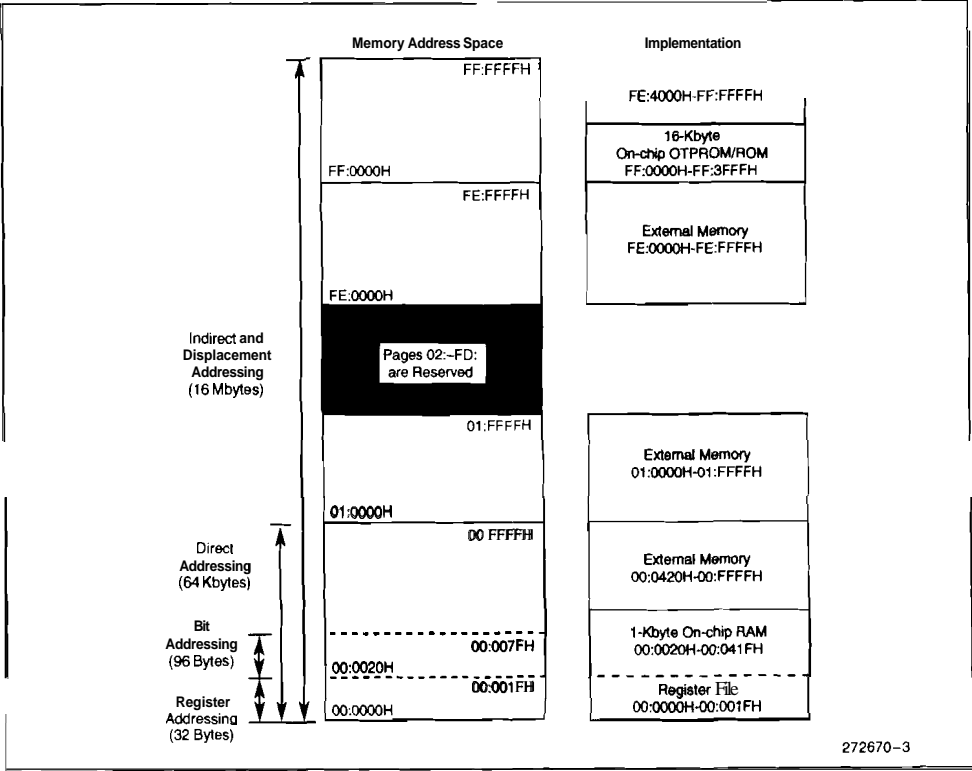 Memory Address Space
Implementation
FF:FFFFH
FE:4000H-FF:FFFFH
16-Kbyte
On-chip OTPROM/ROM
FF:0000H-FF:3FFFH
FF:0000H
FE:FFFFH
External Memory
FE:0000H-FE:FFFFH
FE:0000H
Indirect and
Displacement
Addressing
(16 Mbytes)
Pages 02:-FD:
are Reserved
01:FFFFH
External Memory
01:0000H-01:FFFFH
01:0000H
00 FFFFH
Direct
Addressing
(64 Kbytes)
External Memory
00:0420H-00:FFFFH
Bit
Addressing
(96 Bytes)
00:007FH
00:0020H
1-Kbyte On-chip RAM
00:0020H-00:041FH
00:001FH
Register File
00:0000H-00:001FH
Register
Addressing
(32 Bytes)
00:0000H
272670-3